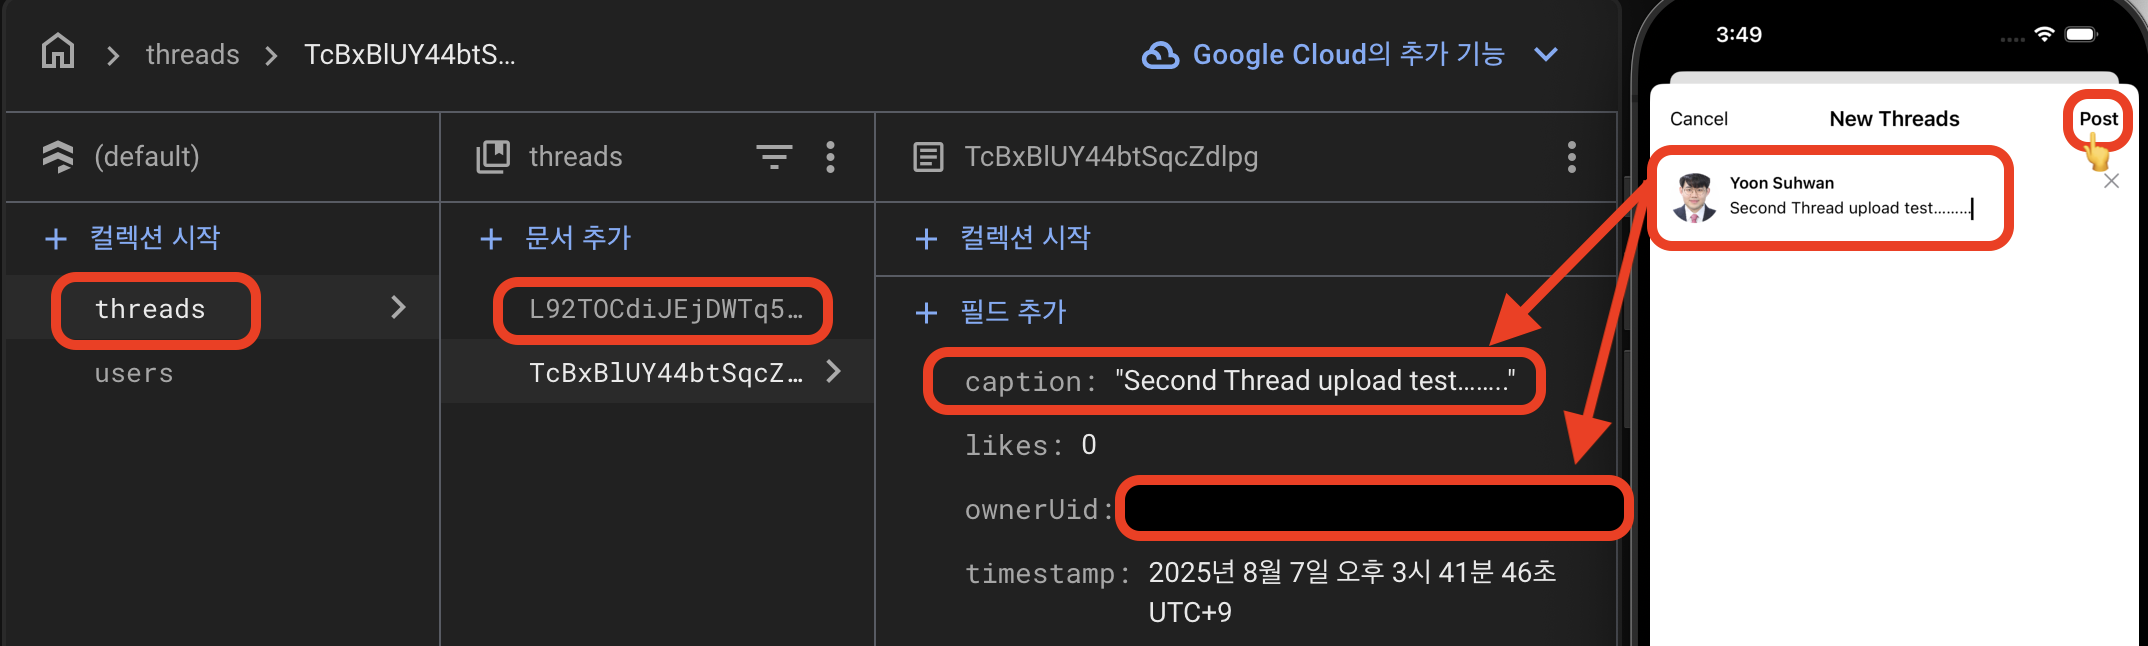 threads
TcBxBlUY44btS...
Google Cloud의 추가 기능
(default)
컬렉션 시작
threads
users
threads
문서 추가
L92TOCdiJEjDWTq5…
TcBxBlUY44btSqcZ…
TcBxBlUY44btSqcZdlpg
컬렉션 시작
필드 추가
caption: "Second Thread upload test…….."
likes: 0
ownerUid:
timestamp: 2025년 8월 7일 오후 3시 41분 46초
UTC+9
3:49
Cancel
New Threads
Post
Yoon Suhwan
Second Thread upload test………